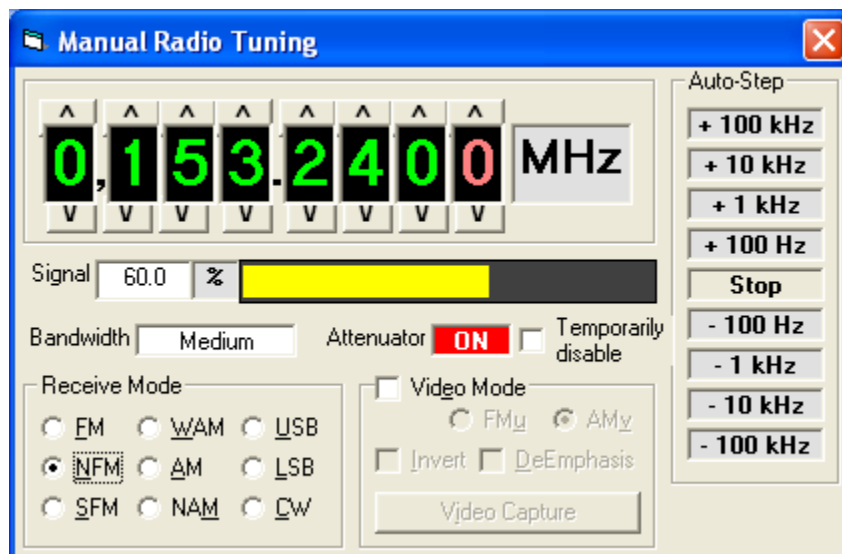 Manual Radio Tuning
Auto-Step
^ ^ ^ ^ ^ ^ ^ ^
0,153.2400 MHz
v v v v v v v v
+ 100 kHz
+ 10 kHz
+ 1 kHz
+ 100 Hz
Stop
- 100 Hz
- 1 kHz
- 10 kHz
- 100 kHz
Signal 60.0 %
Bandwidth Medium Attenuator ON Temporarily
disable
Receive Mode
FM WAM USB
NFM AM LSB
SFM NAM CW
Video Mode
FMu AMv
Invert DeEmphasis
Video Capture